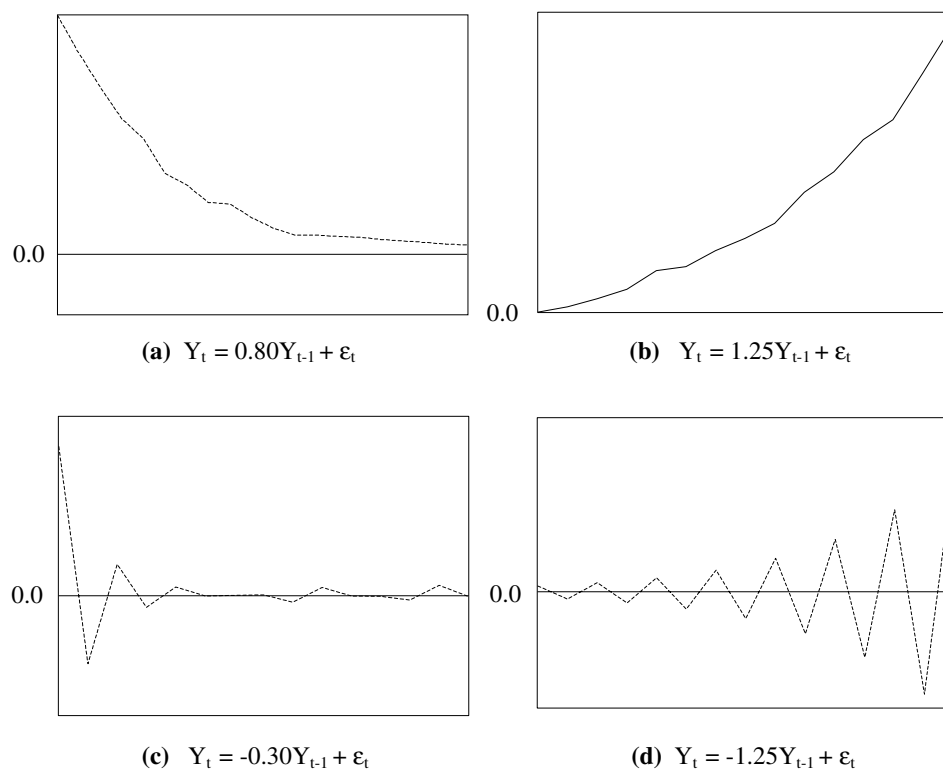 0.0
0.0
(a) Yₜ = 0.80Yₜ₋₁ + εₜ
(b) Yₜ = 1.25Yₜ₋₁ + εₜ
0.0
0.0
(c) Yₜ = -0.30Yₜ₋₁ + εₜ
(d) Yₜ = -1.25Yₜ₋₁ + εₜ